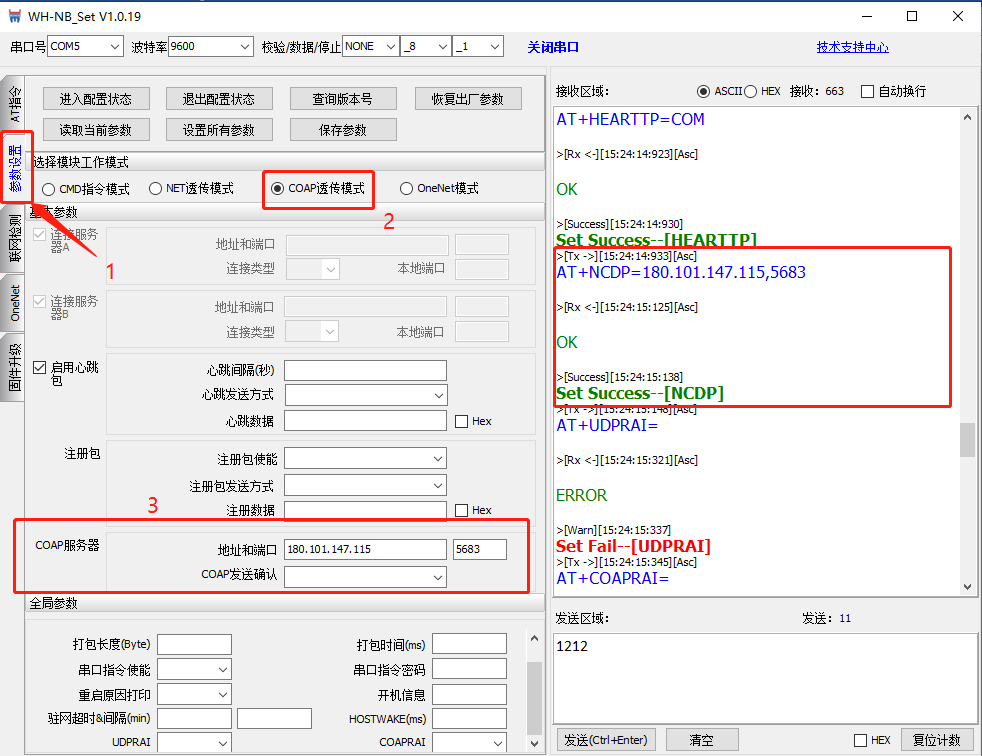 WH-NB_Set V1.0.19
串口号 COM5 波特率 9600 校验/数据/停止 NONE _8 _1 关闭串口 技术支持中心
AT指令
参数设置
联网检测
OneNet
固件升级
进入配置状态 退出配置状态 查询版本号 恢复出厂参数
读取当前参数 设置所有参数 保存参数
选择模块工作模式
CMD指令模式 NET透传模式 COAP透传模式 OneNet模式
1
2
基本参数
连接服务器A
地址和端口
连接类型 本地端口
连接服务器B
地址和端口
连接类型 本地端口
启用心跳包
心跳间隔(秒)
心跳发送方式
心跳数据 Hex
注册包
注册包使能
注册包发送方式
注册数据 Hex
3
COAP服务器
地址和端口 180.101.147.115 5683
COAP发送确认
全局参数
打包长度(Byte) 打包时间(ms)
串口指令使能 串口指令密码
重启原因打印 开机信息
驻网超时&间隔(min) HOSTWAKE(ms)
UDPRAI COAPRAI
接收区域: ASCII HEX 接收: 663 自动换行
AT+HEARTTP=COM
>[Rx <-][15:24:14:923][Asc]
OK
>[Success][15:24:14:930]
Set Success--[HEARTTP]
>[Tx ->][15:24:14:933][Asc]
AT+NCDP=180.101.147.115,5683
>[Rx <-][15:24:15:125][Asc]
OK
>[Success][15:24:15:138]
Set Success--[NCDP]
>[Tx ->][15:24:15:148][Asc]
AT+UDPRAI=
>[Rx <-][15:24:15:321][Asc]
ERROR
>[Warn][15:24:15:337]
Set Fail--[UDPRAI]
>[Tx ->][15:24:15:345][Asc]
AT+COAPRAI=
发送区域: 发送: 11
1212
发送(Ctrl+Enter) 清空 HEX 复位计数